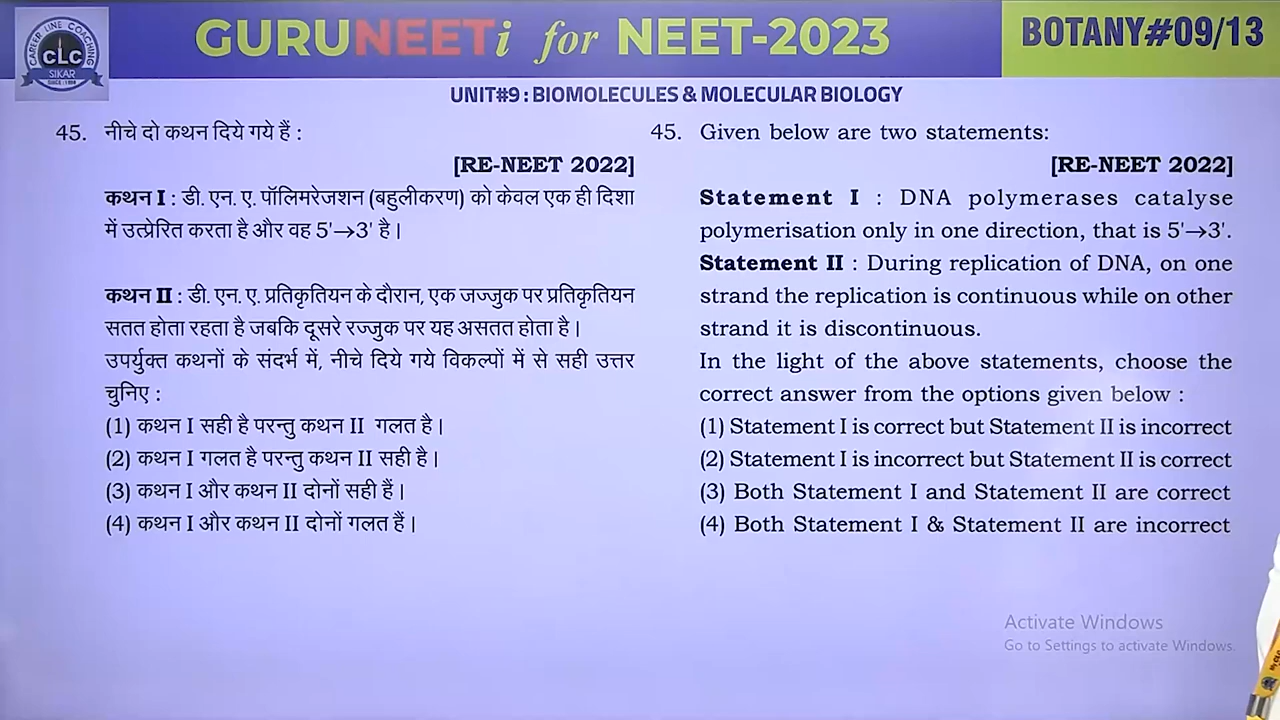 GURUNEETi for NEET-2023
BOTANY#09/13
CAREER LINE COACHING
CLC
SIKAR
UNIT#9 : BIOMOLECULES & MOLECULAR BIOLOGY
45. नीचे दो कथन दिये गये हैं :
[RE-NEET 2022]
कथन I : डी. एन. ए. पॉलिमरेजशन (बहुलीकरण) को केवल एक ही दिशा
में उत्प्रेरित करता है और वह 5'→3' है।
कथन II : डी. एन. ए. प्रतिकृतियन के दौरान, एक जज्जुक पर प्रतिकृतियन
सतत होता रहता है जबकि दूसरे रज्जुक पर यह असतत होता है।
उपर्युक्त कथनों के संदर्भ में, नीचे दिये गये विकल्पों में से सही उत्तर
चुनिए :
(1) कथन I सही है परन्तु कथन II गलत है।
(2) कथन I गलत है परन्तु कथन II सही है।
(3) कथन I और कथन II दोनों सही हैं।
(4) कथन I और कथन II दोनों गलत हैं।
45. Given below are two statements:
[RE-NEET 2022]
Statement I : DNA polymerases catalyse
polymerisation only in one direction, that is 5'→3'.
Statement II : During replication of DNA, on one
strand the replication is continuous while on other
strand it is discontinuous.
In the light of the above statements, choose the
correct answer from the options given below :
(1) Statement I is correct but Statement II is incorrect
(2) Statement I is incorrect but Statement II is correct
(3) Both Statement I and Statement II are correct
(4) Both Statement I & Statement II are incorrect
Activate Windows
Go to Settings to activate Windows.